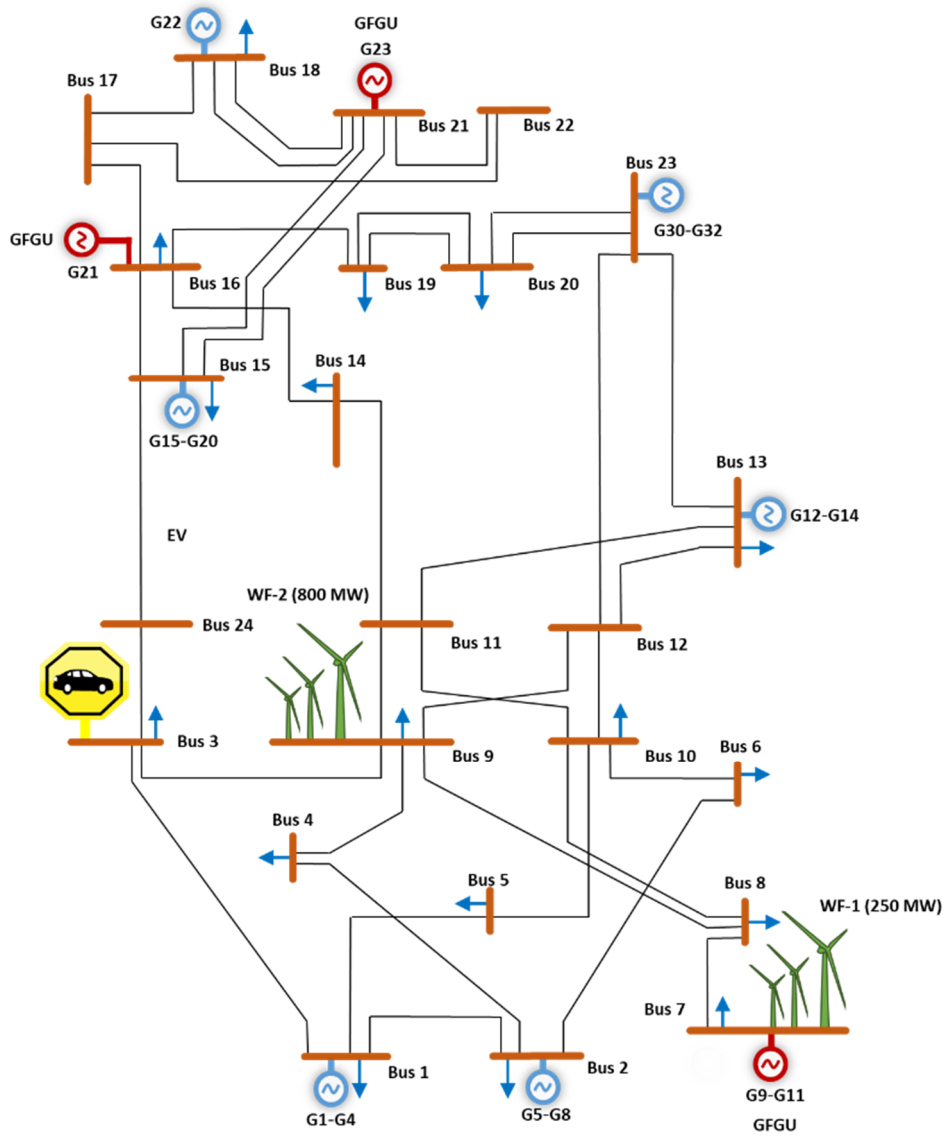 G22
GFGU
G23
Bus 18
Bus 17
Bus 21
Bus 22
Bus 23
G30-G32
GFGU
G21
Bus 16
Bus 19
Bus 20
Bus 15
Bus 14
G15-G20
Bus 13
G12-G14
EV
WF-2 (800 MW)
Bus 24
Bus 11
Bus 12
Bus 3
Bus 9
Bus 10
Bus 6
Bus 4
Bus 5
Bus 8
WF-1 (250 MW)
Bus 7
Bus 1
Bus 2
G1-G4
G5-G8
G9-G11
GFGU